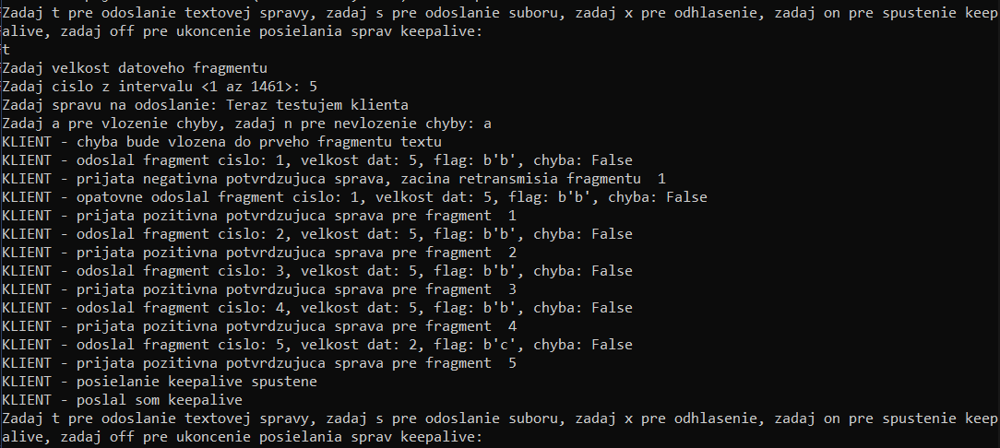 Zadaj t pre odoslanie textovej spravy, zadaj s pre odoslanie suboru, zadaj x pre odhlasenie, zadaj on pre spustenie keep
alive, zadaj off pre ukoncenie posielania sprav keepalive:
t
Zadaj velkost datoveho fragmentu
Zadaj cislo z intervalu <1 az 1461>: 5
Zadaj spravu na odoslanie: Teraz testujem klienta
Zadaj a pre vlozenie chyby, zadaj n pre nevlozenie chyby: a
KLIENT - chyba bude vlozena do prveho fragmentu textu
KLIENT - odoslal fragment cislo: 1, velkost dat: 5, flag: b'b', chyba: False
KLIENT - prijata negativna potvrdzujuca sprava, zacina retransmisia fragmentu  1
KLIENT - opatovne odoslal fragment cislo: 1, velkost dat: 5, flag: b'b', chyba: False
KLIENT - prijata pozitivna potvrdzujuca sprava pre fragment  1
KLIENT - odoslal fragment cislo: 2, velkost dat: 5, flag: b'b', chyba: False
KLIENT - prijata pozitivna potvrdzujuca sprava pre fragment  2
KLIENT - odoslal fragment cislo: 3, velkost dat: 5, flag: b'b', chyba: False
KLIENT - prijata pozitivna potvrdzujuca sprava pre fragment  3
KLIENT - odoslal fragment cislo: 4, velkost dat: 5, flag: b'b', chyba: False
KLIENT - prijata pozitivna potvrdzujuca sprava pre fragment  4
KLIENT - odoslal fragment cislo: 5, velkost dat: 2, flag: b'c', chyba: False
KLIENT - prijata pozitivna potvrdzujuca sprava pre fragment  5
KLIENT - posielanie keepalive spustene
KLIENT - poslal som keepalive
Zadaj t pre odoslanie textovej spravy, zadaj s pre odoslanie suboru, zadaj x pre odhlasenie, zadaj on pre spustenie keep
alive, zadaj off pre ukoncenie posielania sprav keepalive: